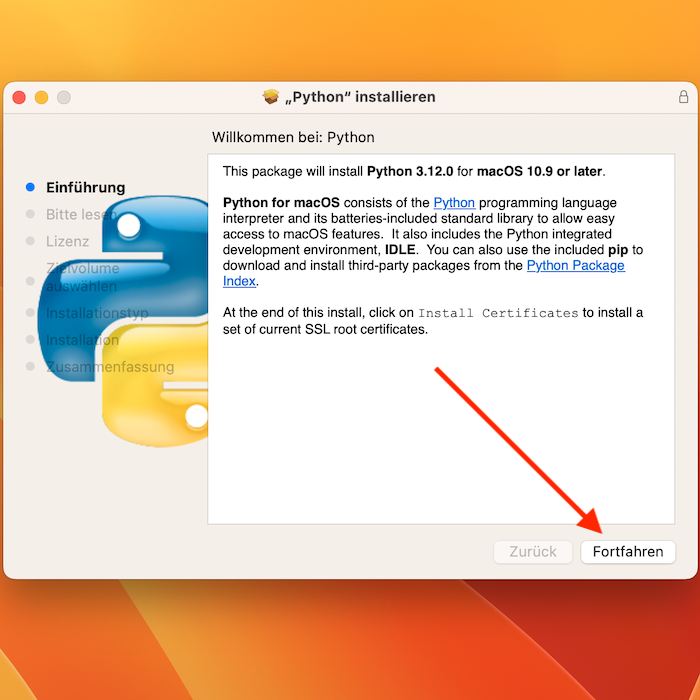 „Python“ installieren
Willkommen bei: Python
Einführung
Bitte lesen
Lizenz
Zielvolume
auswählen
Installationstyp
Installation
Zusammenfassung
This package will install Python 3.12.0 for macOS 10.9 or later.
Python for macOS consists of the Python programming language
interpreter and its batteries-included standard library to allow easy
access to macOS features.  It also includes the Python integrated
development environment, IDLE.  You can also use the included pip to
download and install third-party packages from the Python Package
Index.
At the end of this install, click on Install Certificates to install a
set of current SSL root certificates.
Zurück
Fortfahren